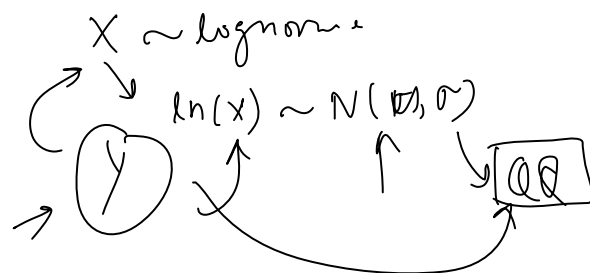 X ~ lognormal
ln(x) ~ N(μ, σ)
Y
QQ